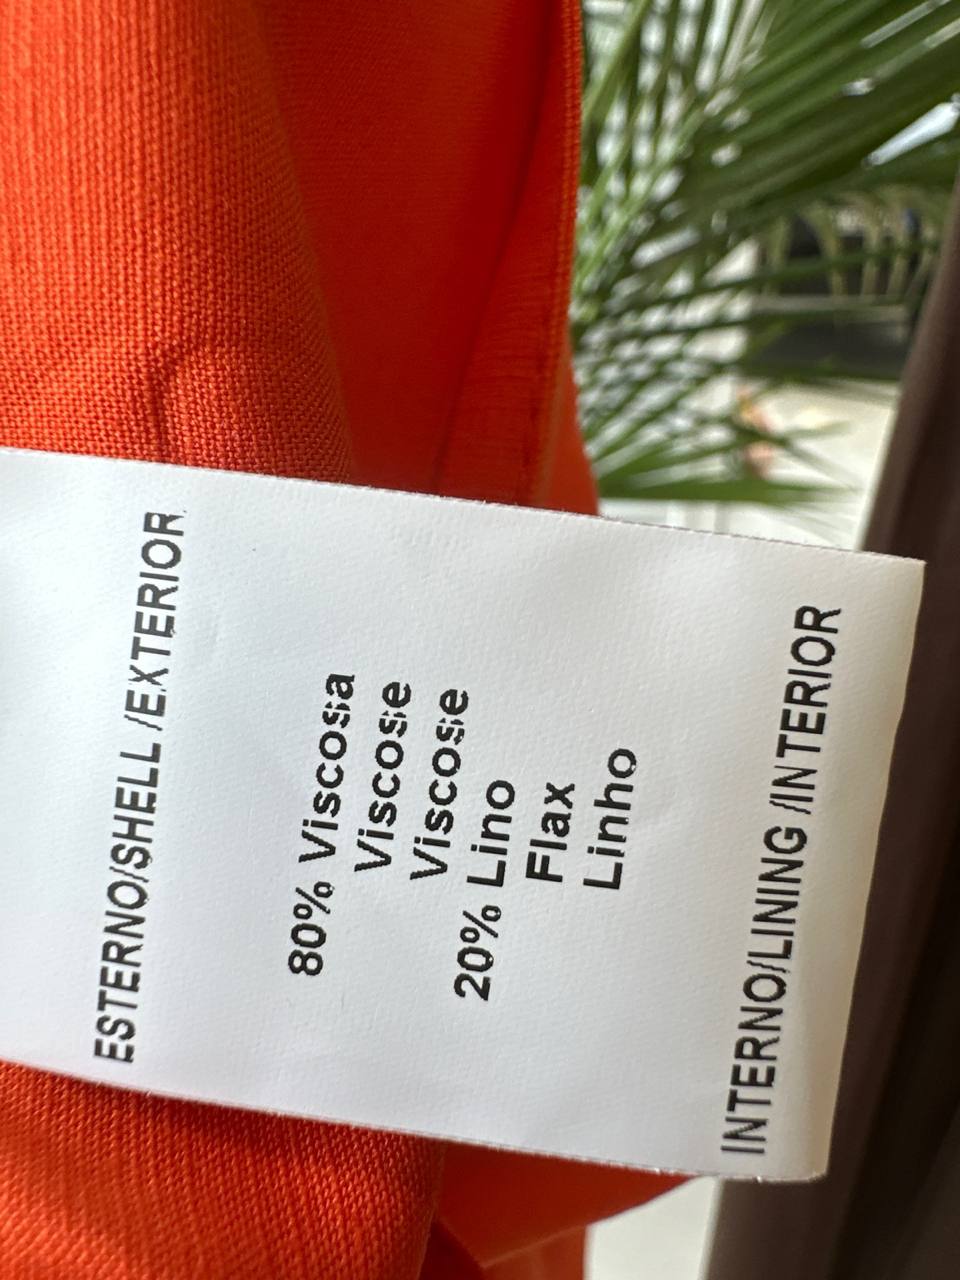 ESTERNO/SHELL /EXTERIOR
80% Viscosa
Viscose
Viscose
20% Lino
Flax
Linho
INTERNO/LINING /INTERIOR